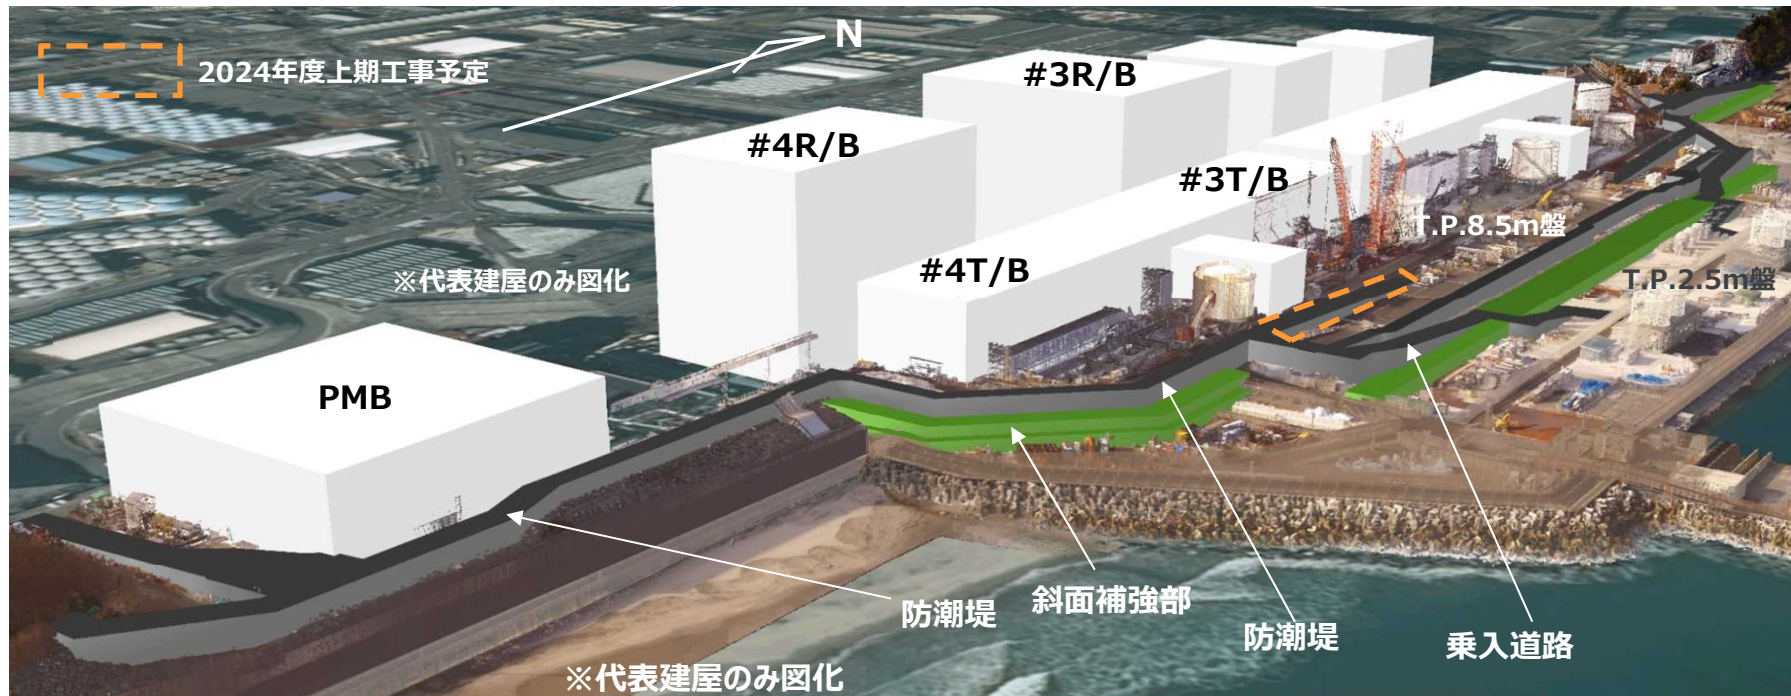 N
2024年度上期工事予定
#3R/B
#4R/B
#3T/B
T.P.8.5m盤
※代表建屋のみ図化
#4T/B
T.P.2.5m盤
PMB
防潮堤
斜面補強部
防潮堤
乗入道路
※代表建屋のみ図化